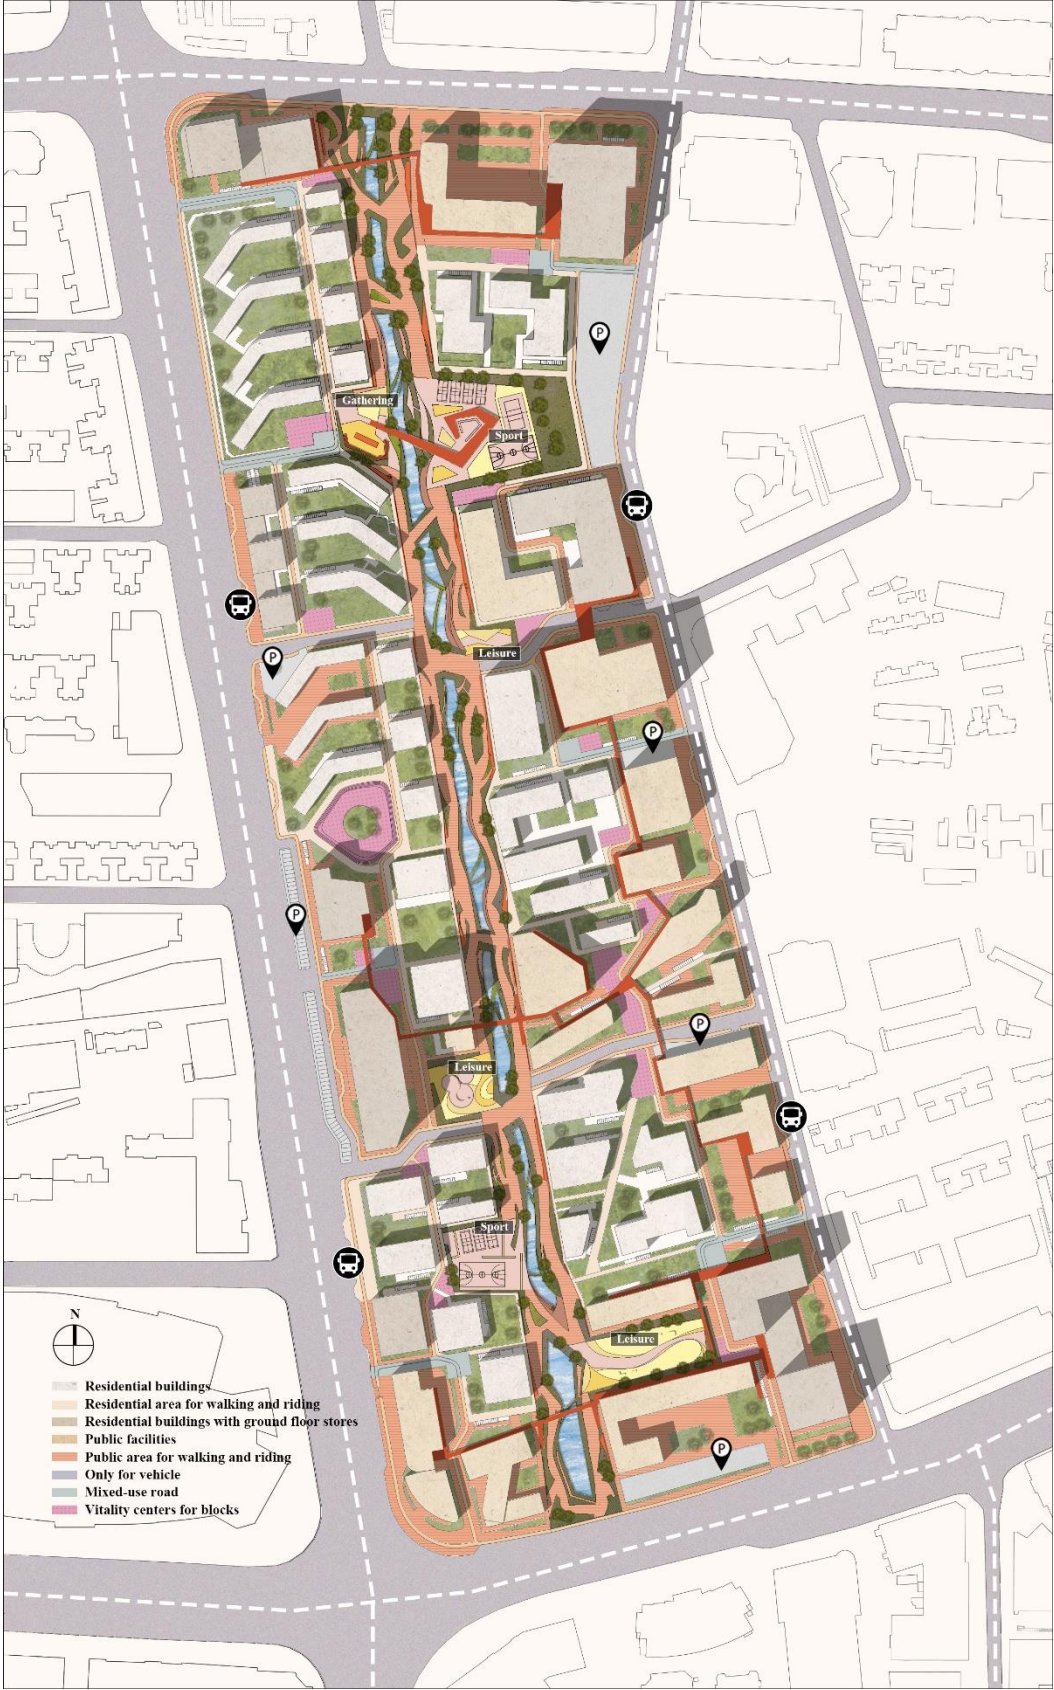 P
Gathering
Sport
Leisure
P
P
P
P
Leisure
Sport
Leisure
P
N
Residential buildings
Residential area for walking and riding
Residential buildings with ground floor stores
Public facilities
Public area for walking and riding
Only for vehicle
Mixed-use road
Vitality centers for blocks